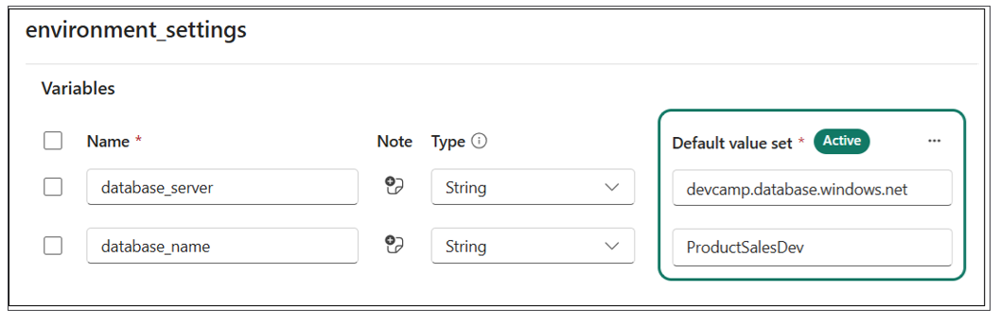 environment_settings
Variables
Name * Note Type Default value set * Active ...
database_server String devcamp.database.windows.net
database_name String ProductSalesDev